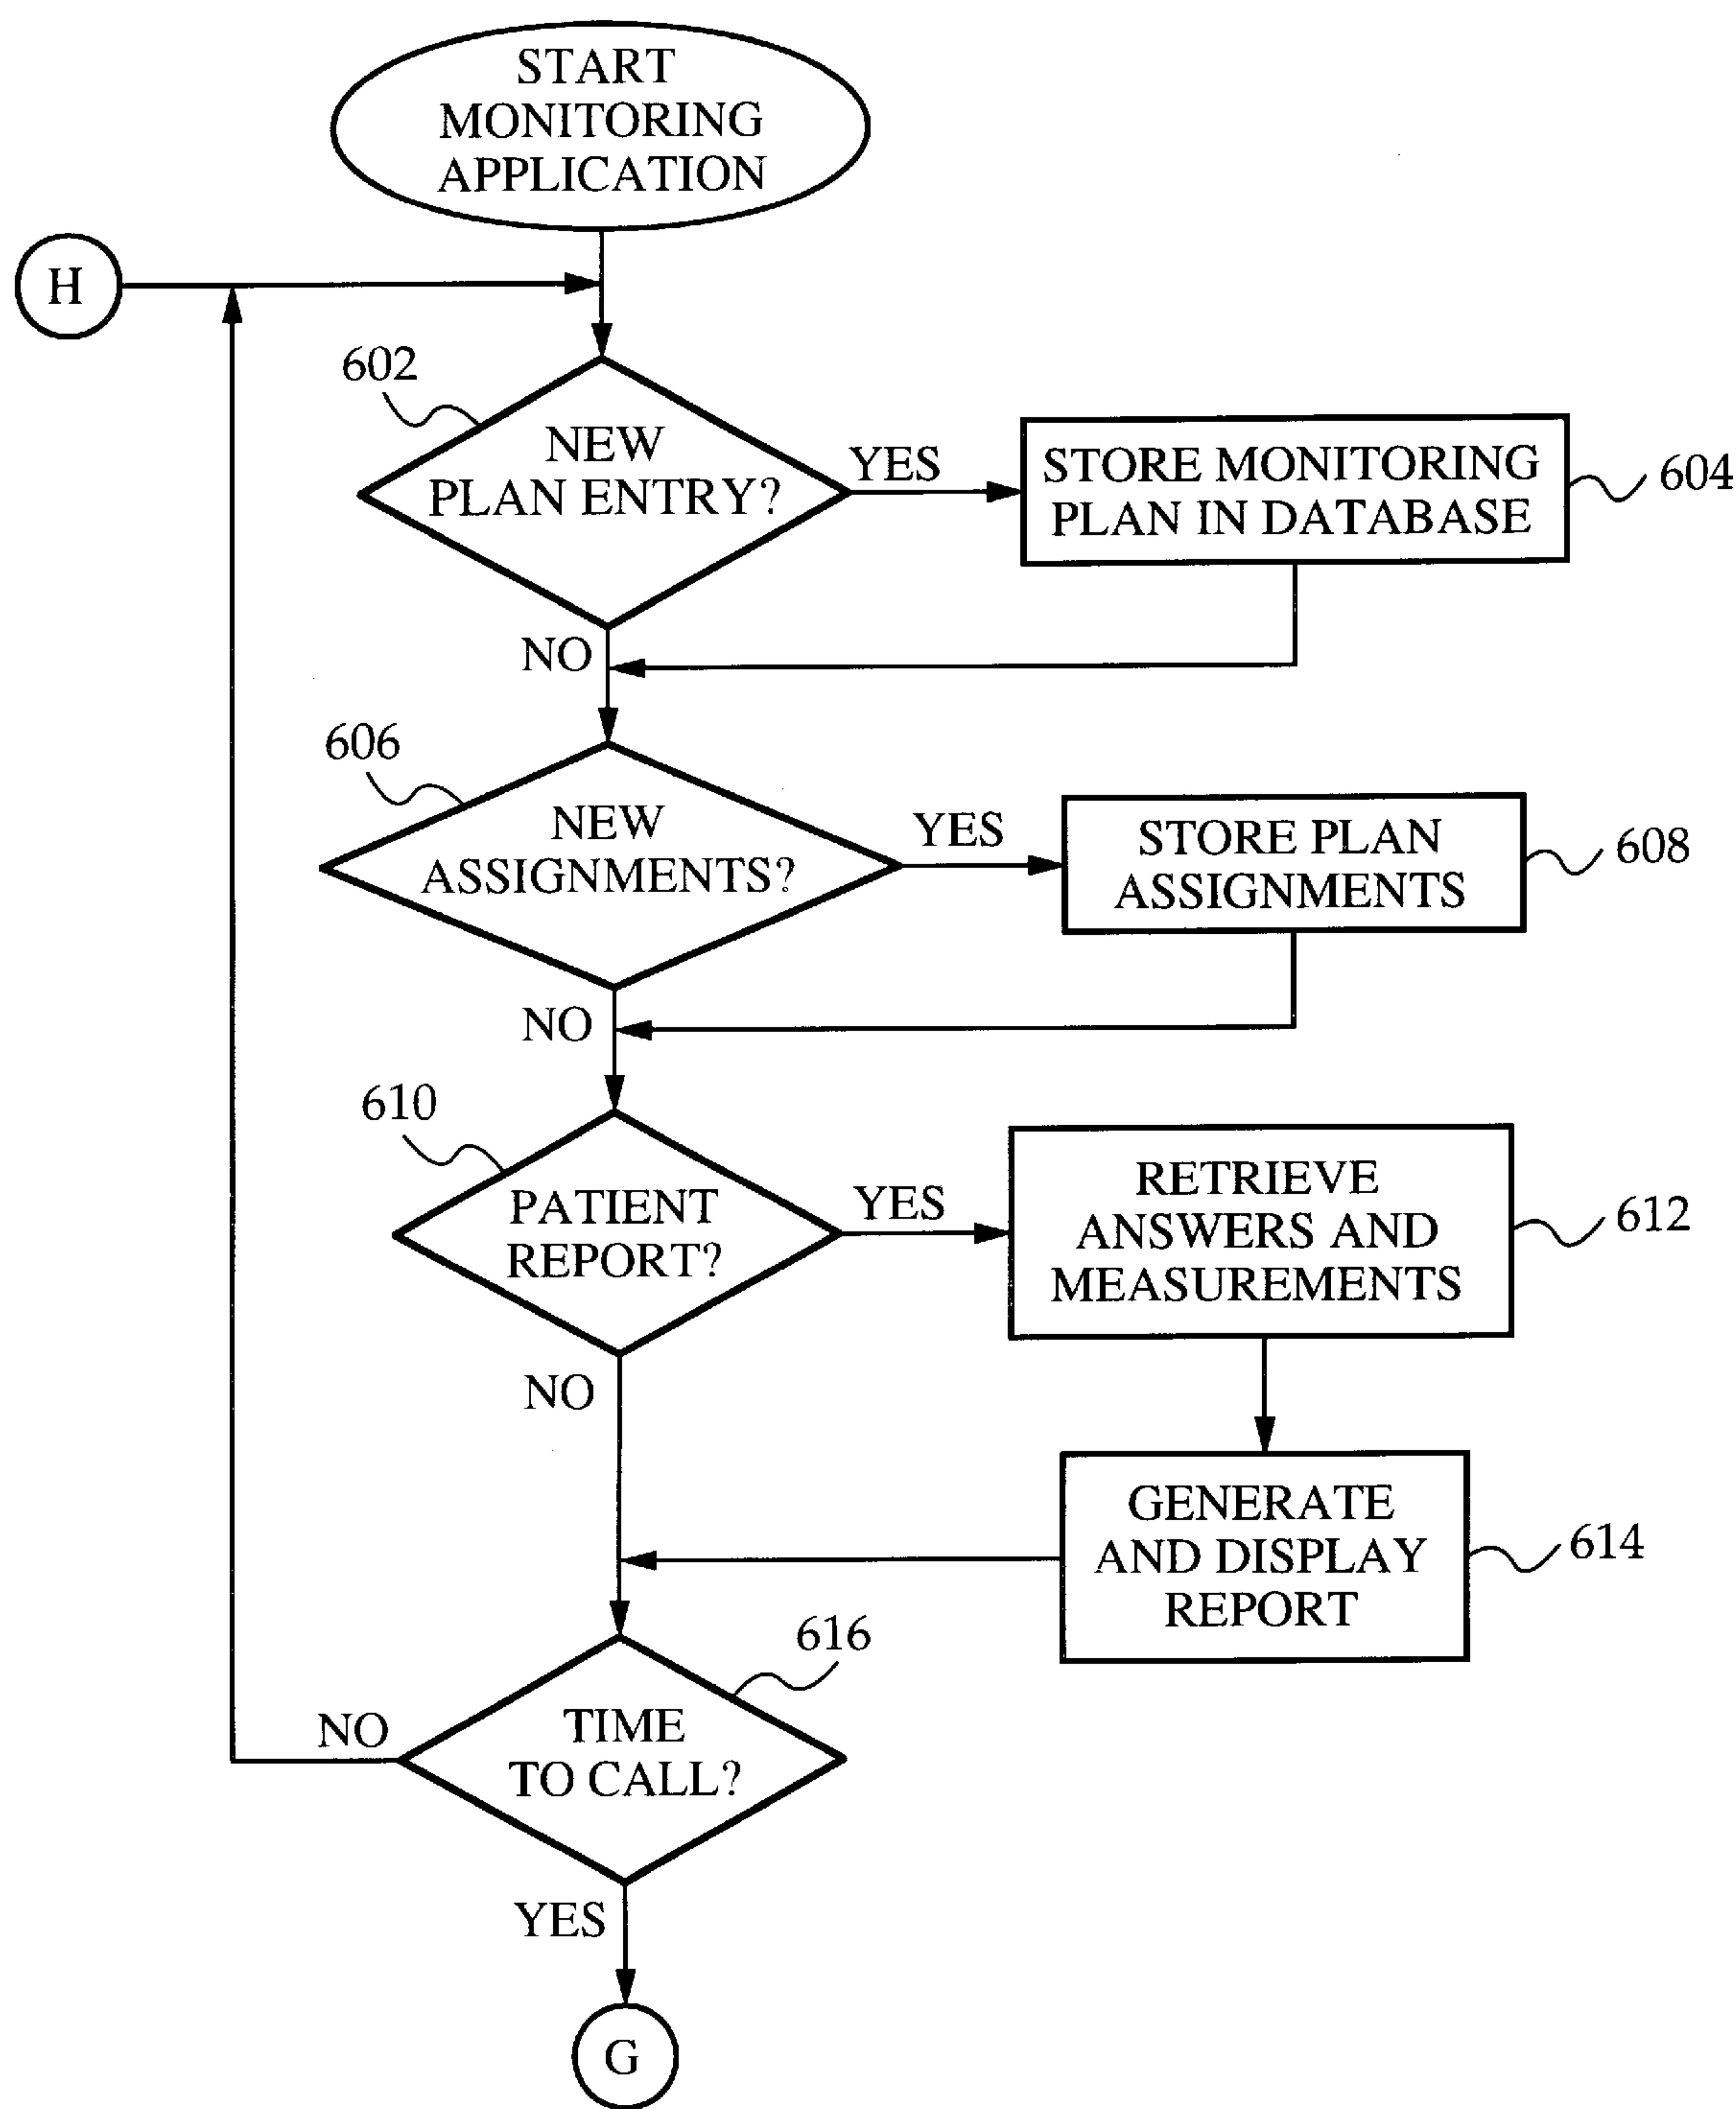 START
MONITORING
APPLICATION
H
602
NEW
PLAN ENTRY?
YES
STORE MONITORING
PLAN IN DATABASE
604
NO
606
NEW
ASSIGNMENTS?
YES
STORE PLAN
ASSIGNMENTS
608
NO
610
PATIENT
REPORT?
YES
RETRIEVE
ANSWERS AND
MEASUREMENTS
612
NO
GENERATE
AND DISPLAY
REPORT
614
616
TIME
TO CALL?
NO
YES
G